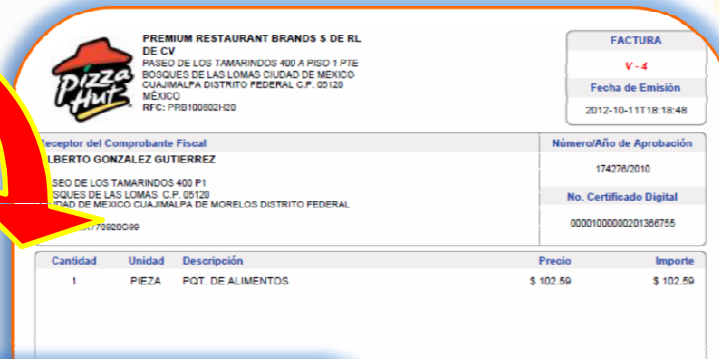 Pizza
Hut
PREMIUM RESTAURANT BRANDS S DE RL
DE CV
PASEO DE LOS TAMARINDOS 400 A PISO 1 PTE
BOSQUES DE LAS LOMAS CIUDAD DE MEXICO
CUAJIMALPA DISTRITO FEDERAL C.P. 05120
MÉXICO
RFC: PRB100802H20
FACTURA
V - 4
Fecha de Emisión
2012-10-11T18:18:48
Receptor del Comprobante Fiscal
LBERTO GONZALEZ GUTIERREZ
SEO DE LOS TAMARINDOS 400 P1
SQUES DE LAS LOMAS C.P. 05120
DAD DE MEXICO CUAJIMALPA DE MORELOS DISTRITO FEDERAL
Número/Año de Aprobación
174276/2010
No. Certificado Digital
00001000000201366755
Cantidad Unidad Descripción Precio Importe
1 PIEZA PQT. DE ALIMENTOS $ 102.59 $ 102.59